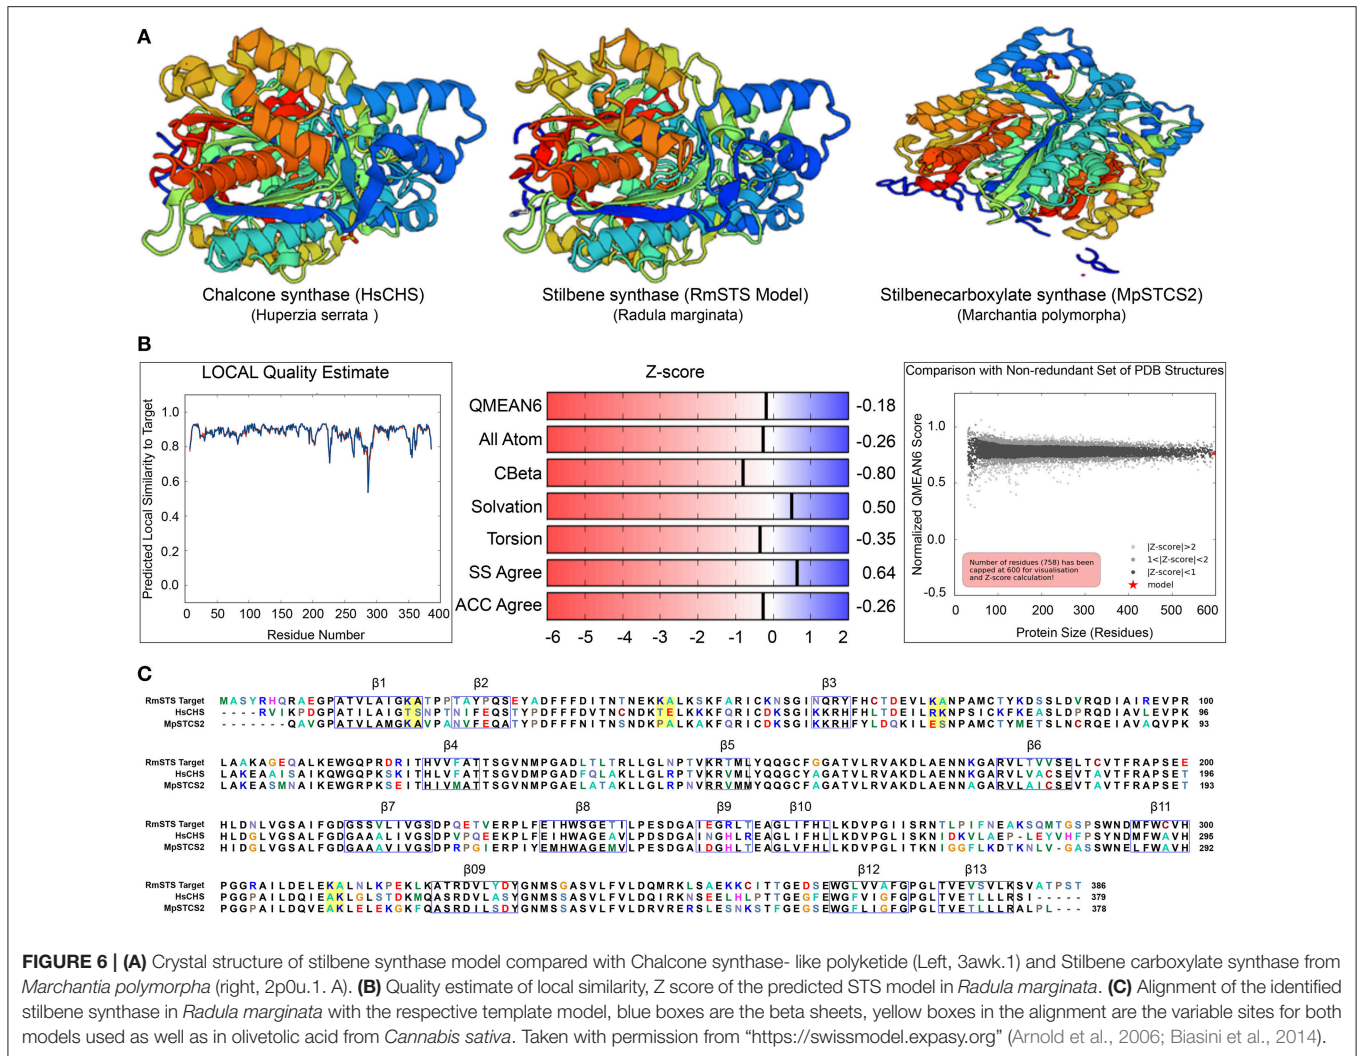 A
Chalcone synthase (HsCHS)
(Huperzia serrata )
Stilbene synthase (RmSTS Model)
(Radula marginata)
Stilbenecarboxylate synthase (MpSTCS2)
(Marchantia polymorpha)
B
LOCAL Quality Estimate
Predicted Local Similarity to Target
1.0
0.8
0.6
0.4
0.2
0.0
0 50 100 150 200 250 300 350 400
Residue Number
Z-score
QMEAN6 -0.18
All Atom -0.26
CBeta -0.80
Solvation 0.50
Torsion -0.35
SS Agree 0.64
ACC Agree -0.26
-6 -5 -4 -3 -2 -1 0 1 2
Comparison with Non-redundant Set of PDB Structures
Normalized QMEAN6 Score
1.0
0.5
0.0
-0.5
|Z-score|>2
1<|Z-score|<2
|Z-score|<1
model
Number of residues (758) has been
capped at 600 for visualisation
and Z-score calculation!
0 100 200 300 400 500 600
Protein Size (Residues)
C
β1 β2 β3
RmSTS Target MASYRHQRAEGPATVLAIGKATPPTAYPQSEYADFFFDITNTNEKKALKSKFARICKNSGINQRYFHCTDEVLKANPAMCTYKDSSLDVRQDIAIREVPK 100
HsCHS ----RVIKPDGPATILAIGTSNPTNIFEQSTYPDFFFNVTNSNDKTELKKKFQRICDKSGIKKRHFHLTDEILRKNPSICKFKEASLDPRQDIAVLEVPK 96
MpSTCS2 -------QAVGPATVLAMGKAVPANVFEQATYPDFFFNITNSNDKPALKAKFQRICDKSGIKKRHFYLDQKILESNPAMCTYMETSLNCRQEIAVAQVPK 93
β4 β5 β6
RmSTS Target LAAKAGEQALKEWGQPRDRITHVVFATTSGVNMPGADLTLTRLLGLNPTVKRTMLYQQGCFGGATVLRVAKDLAENNKGARVLTVVSELTCVTFRAPSEE 200
HsCHS LAKEAAISAIKQWGQPKSKITHLVFATTSGVNMPGADFQLAKLLGLRPTVKRVMLYQQGCYAGATVLRVAKDLAENNKGARVLVACSEVTAVTFRAPSET 196
MpSTCS2 LAKEASMNAIKEWGRPKSEITHIVMATTSGVNMPGAELATAKLLGLRPNVRRVMMYQQGCFAGATVLRVAKDLAENNAGARVLAICSEVTAVTFRAPSET 193
β7 β8 β9 β10 β11
RmSTS Target HLDNLVGSAIFGDGSSVLIVGSDPQETVERPLFEIHWSGETILPESDGAIEGRLTEAGLIFHLLKDVPGLIISRNTLPIFNEAKSQMTGSPSWNDMFWCVH 300
HsCHS HLDGLVGSALFGDGAAALIVGSDPVPQEEKPLFEIHWAGEAVLPDSDGAINGHLREAGLIFHLLKDVPGLISKNIDKVLAEP-LEYVHFPSYNDMFWAVH 295
MpSTCS2 HIDGLVGSALFGDGAAAVIVGSDPRPGIERPIYEMHWAGEMVLPESDGAIDGHLTEAGLVFHLLKDVPGLITKNIGGFLKDTKNLV-GASSWNELFWAVH 292
β09 β12 β13
RmSTS Target PGGRAILDELEKALNLKPEKLKATRDVLYDYGNMSGASVLFVLDQMRKLSAEKKCITTGEDSEWGLVVAFGPGLTVEVSVLKSVATPST 386
HsCHS PGGPAILDQIEAKLGLSTDKMQASRDVLASYGNMSSASVLFVLDQIRKNSEELHLPTTGEGFEWGFVIGFGPGLTVETLLLRSI----- 379
MpSTCS2 PGGPAILDQVEAKLELEKGKFQASRDILSDYGNMSSASVLFVLDRVRERSLESNKSTFGEGSEWGFLIGFGPGLTVETLLLRALPL--- 378
FIGURE 6 | (A) Crystal structure of stilbene synthase model compared with Chalcone synthase- like polyketide (Left, 3awk.1) and Stilbene carboxylate synthase from
Marchantia polymorpha (right, 2p0u.1. A). (B) Quality estimate of local similarity, Z score of the predicted STS model in Radula marginata. (C) Alignment of the identified
stilbene synthase in Radula marginata with the respective template model, blue boxes are the beta sheets, yellow boxes in the alignment are the variable sites for both
models used as well as in olivetolic acid from Cannabis sativa. Taken with permission from “https://swissmodel.expasy.org” (Arnold et al., 2006; Biasini et al., 2014).